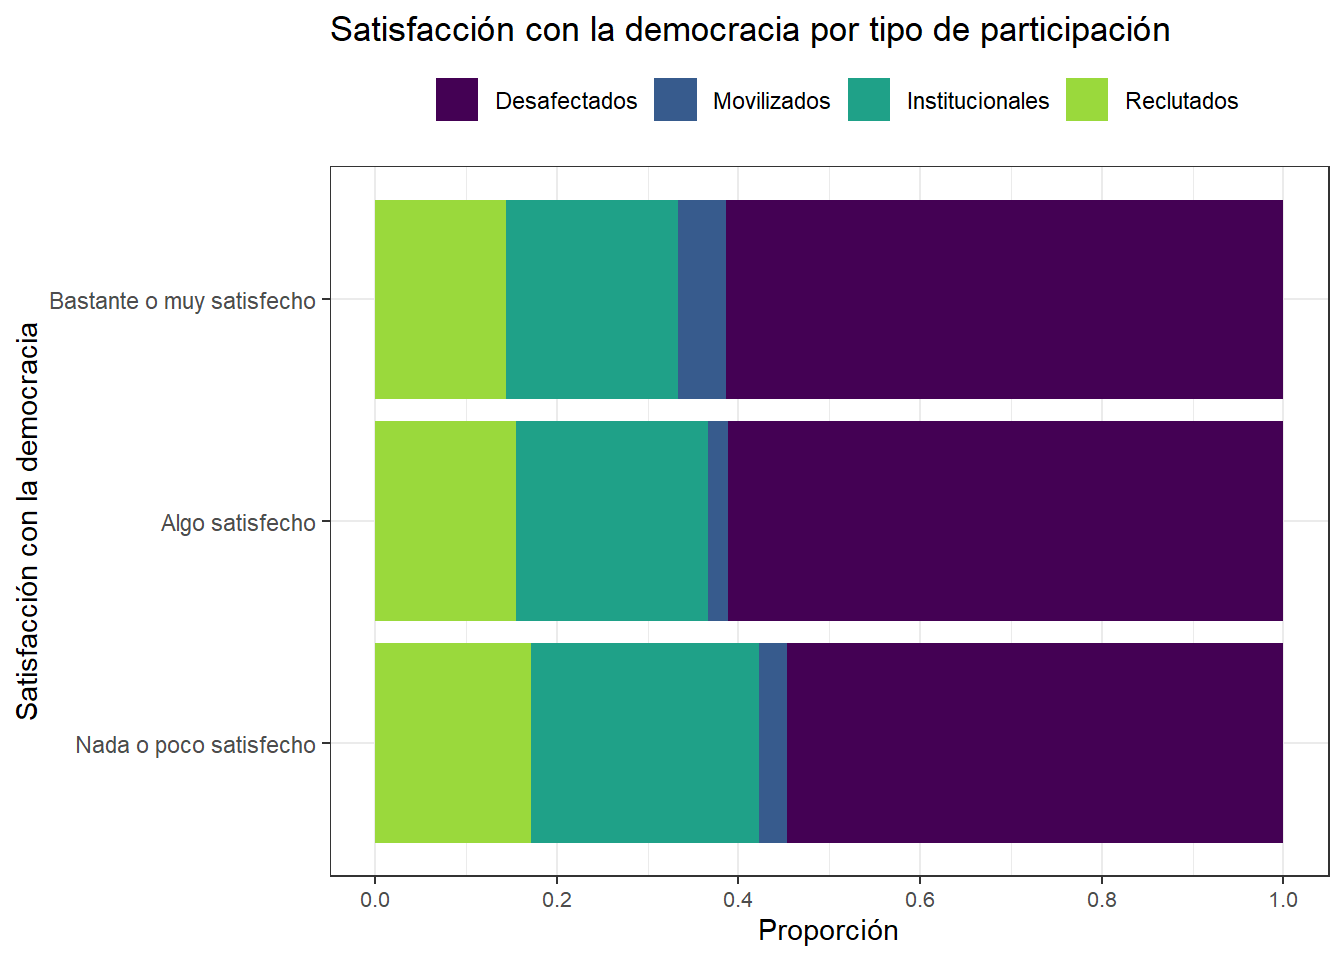 Satisfacción con la democracia por tipo de participación
Desafectados Movilizados Institucionales Reclutados
Satisfacción con la democracia
Bastante o muy satisfecho
Algo satisfecho
Nada o poco satisfecho
0.0 0.2 0.4 0.6 0.8 1.0
Proporción